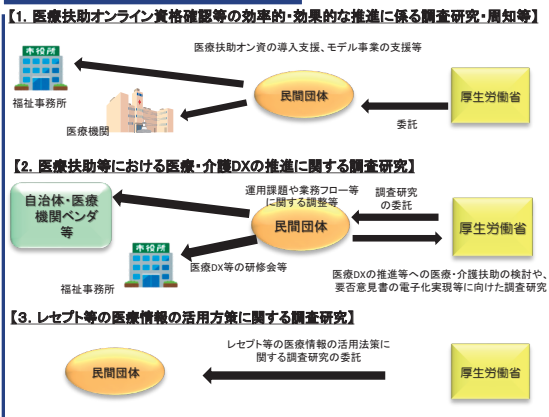 【１．医療扶助オンライン資格確認等の効率的・効果的な推進に係る調査研究・周知等】
市役所
福祉事務所
医療機関
医療扶助オン資の導入支援、モデル事業の支援等
民間団体
委託
厚生労働省
【２．医療扶助等における医療・介護DXの推進に関する調査研究】
自治体・医療
機関ベンダ
等
運用課題や業務フロー等
に関する調整等
民間団体
調査研究
の委託
厚生労働省
市役所
福祉事務所
医療DX等の研修会等
医療DXの推進等への医療・介護扶助の検討や、
要否意見書の電子化実現等に向けた調査研究
【３．レセプト等の医療情報の活用方策に関する調査研究】
民間団体
レセプト等の医療情報の活用法策に
関する調査研究の委託
厚生労働省